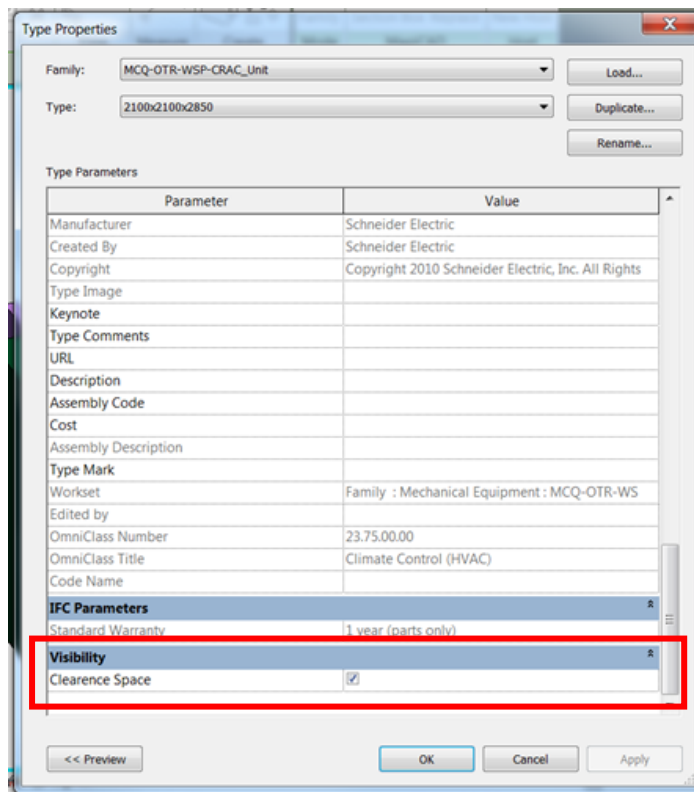 Type Properties
Family: MCQ-OTR-WSP-CRAC_Unit Load...
Type: 2100x2100x2850 Duplicate...
Rename...
Type Parameters
Parameter Value
Manufacturer Schneider Electric
Created By Schneider Electric
Copyright Copyright 2010 Schneider Electric, Inc. All Rights
Type Image
Keynote
Type Comments
URL
Description
Assembly Code
Cost
Assembly Description
Type Mark
Workset Family : Mechanical Equipment : MCQ-OTR-WS
Edited by
OmniClass Number 23.75.00.00
OmniClass Title Climate Control (HVAC)
Code Name
IFC Parameters
Standard Warranty 1 year (parts only)
Visibility
Clearence Space
<< Preview OK Cancel Apply